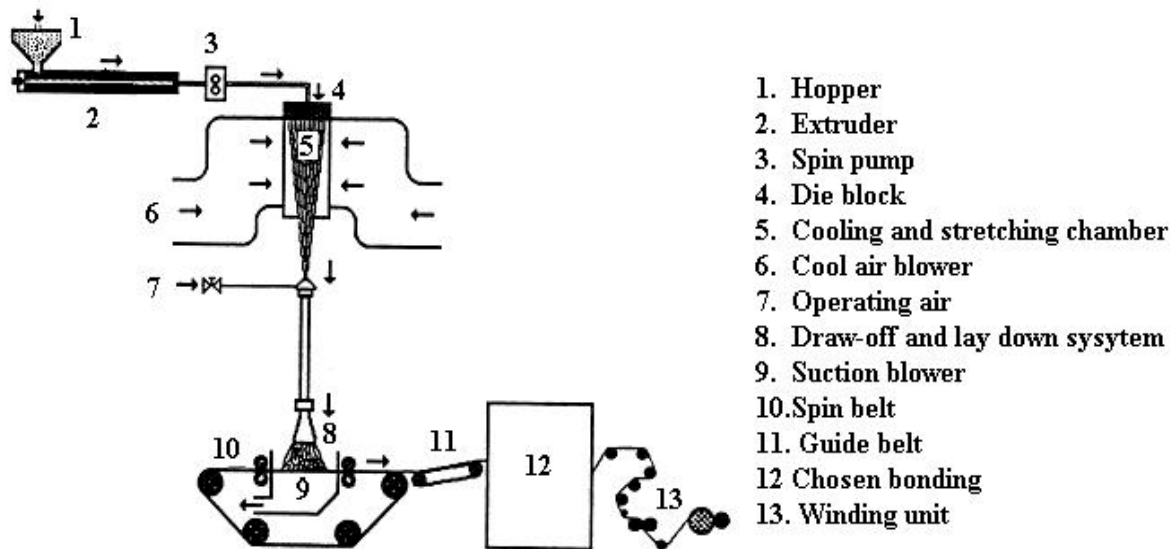 1
2
3
8
4
5
6
7
8
9
10
11
12
13
1. Hopper
2. Extruder
3. Spin pump
4. Die block
5. Cooling and stretching chamber
6. Cool air blower
7. Operating air
8. Draw-off and lay down sysytem
9. Suction blower
10.Spin belt
11. Guide belt
12 Chosen bonding
13. Winding unit